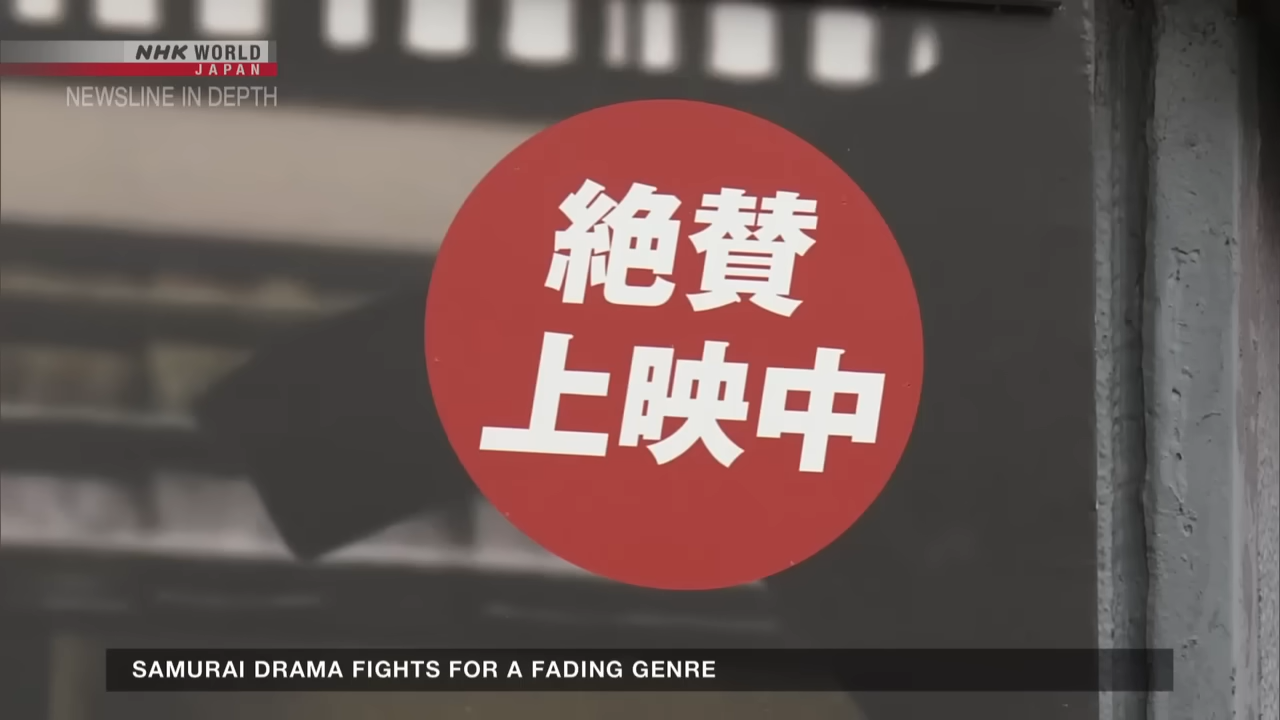 NHK WORLD
JAPAN
NEWSLINE IN DEPTH
絶賛
上映中
SAMURAI DRAMA FIGHTS FOR A FADING GENRE